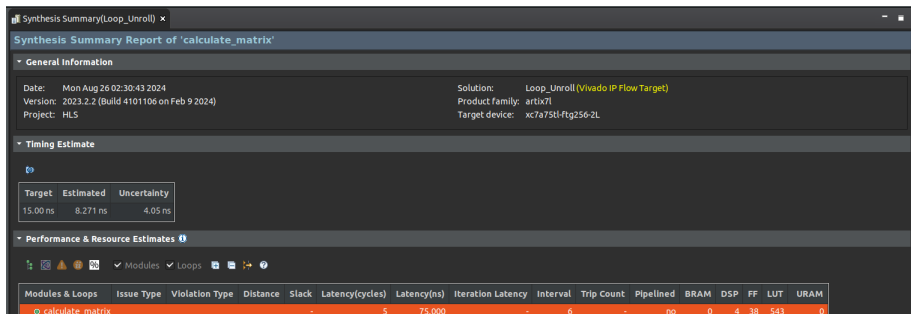 Synthesis Summary(Loop_Unroll) ×
Synthesis Summary Report of 'calculate_matrix'
General Information
Date: Mon Aug 26 02:30:43 2024 Solution: Loop_Unroll (Vivado IP Flow Target)
Version: 2023.2.2 (Build 4101106 on Feb 9 2024) Product family: artix7l
Project: HLS Target device: xc7a75tl-ftg256-2L
Timing Estimate
Target Estimated Uncertainty
15.00 ns 8.271 ns 4.05 ns
Performance & Resource Estimates
% Modules Loops
Modules & Loops Issue Type Violation Type Distance Slack Latency(cycles) Latency(ns) Iteration Latency Interval Trip Count Pipelined BRAM DSP FF LUT URAM
calculate_matrix - 5 75.000 - 6 - no 0 4 38 543 0